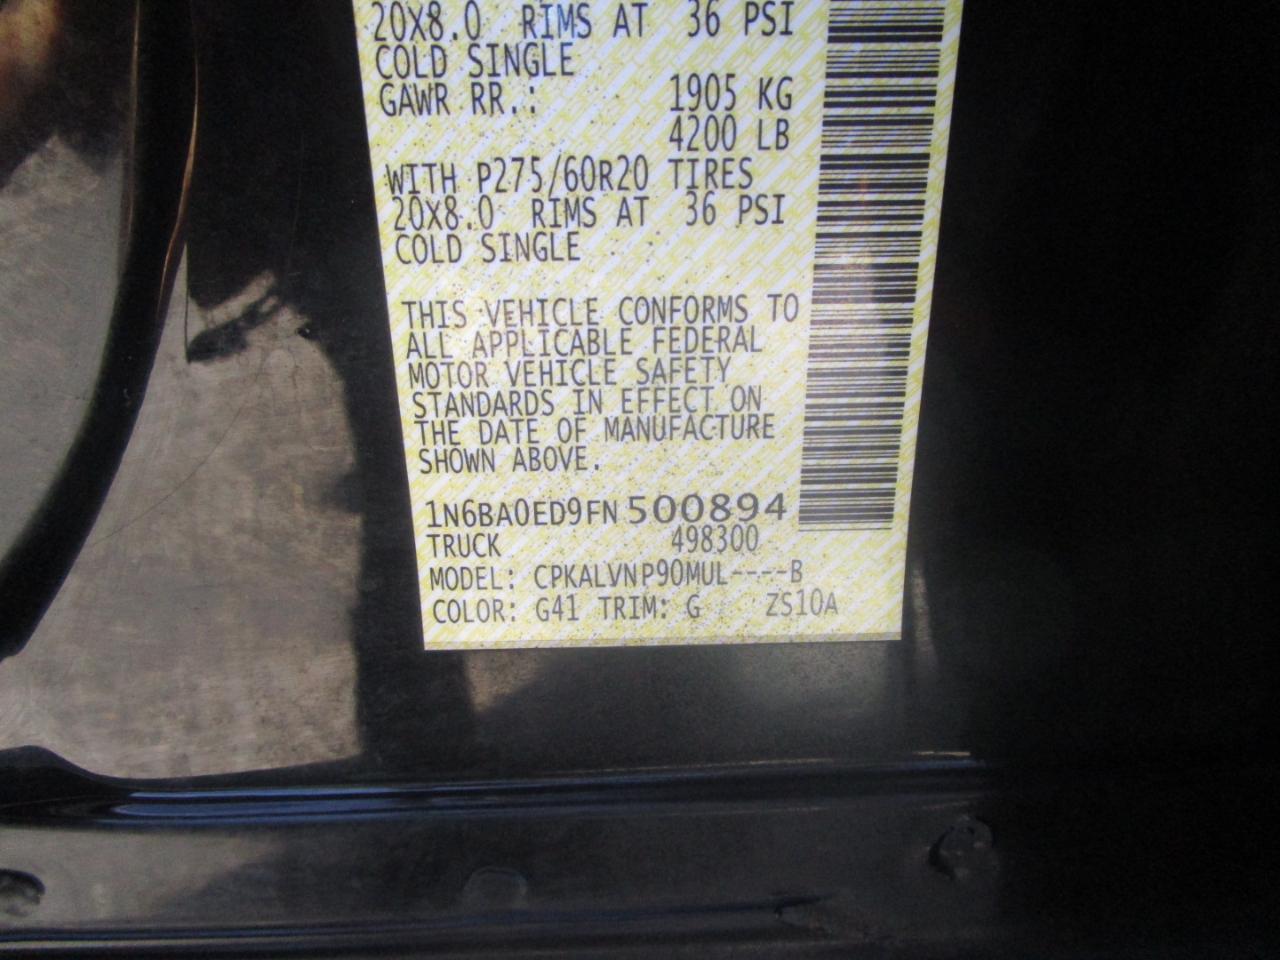 20X8.0 RIMS AT 36 PSI
COLD SINGLE
GAWR RR.: 1905 KG
4200 LB
WITH P275/60R20 TIRES
20X8.0 RIMS AT 36 PSI
COLD SINGLE
THIS VEHICLE CONFORMS TO
ALL APPLICABLE FEDERAL
MOTOR VEHICLE SAFETY
STANDARDS IN EFFECT ON
THE DATE OF MANUFACTURE
SHOWN ABOVE.
1N6BA0ED9FN500894
TRUCK 498300
MODEL: CPKALVNP90MUL----B
COLOR: G41 TRIM: G ZS10A